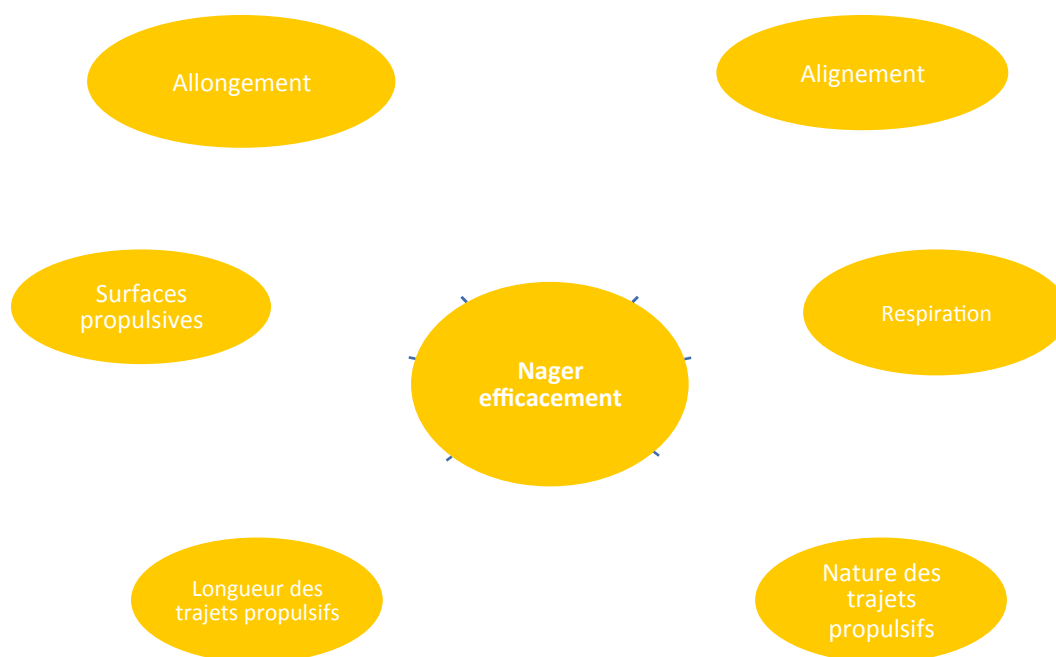 Allongement
Alignement
Surfaces
propulsives
Respiration
Nager
efficacement
Longueur des
trajets propulsifs
Nature des
trajets
propulsifs